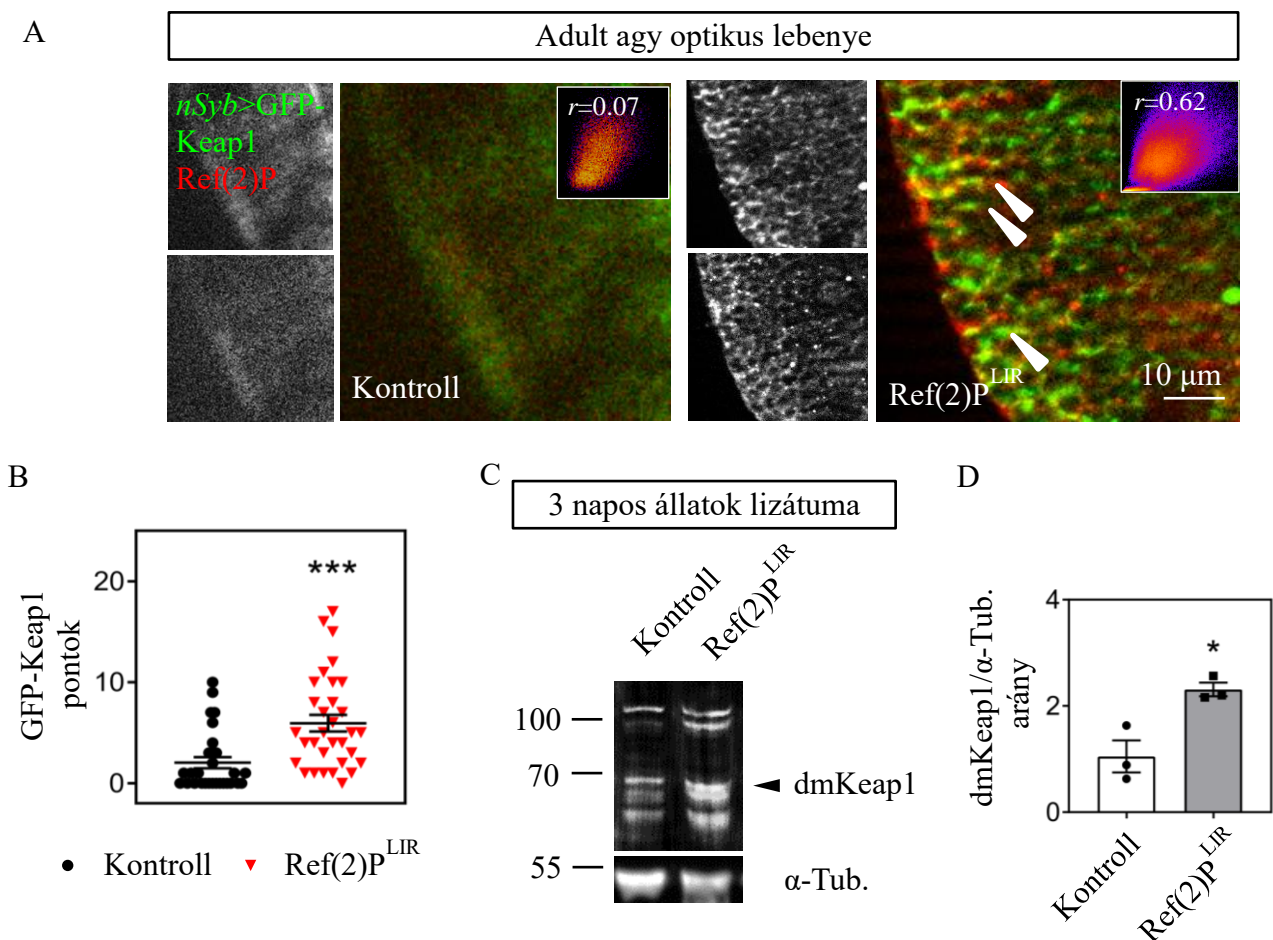 A
Adult agy optikus lebenye
nSyb>GFP-
Keap1
Ref(2)P
r=0.07
Kontroll
r=0.62
Ref(2)P^LIR
10 μm
B
GFP-Keap1
pontok
20
10
0
***
Kontroll
Ref(2)P^LIR
C
3 napos állatok lizátuma
Kontroll
Ref(2)P^LIR
100
70
dmKeap1
55
α-Tub.
D
dmKeap1/α-Tub.
arány
4
2
0
*
Kontroll
Ref(2)P^LIR